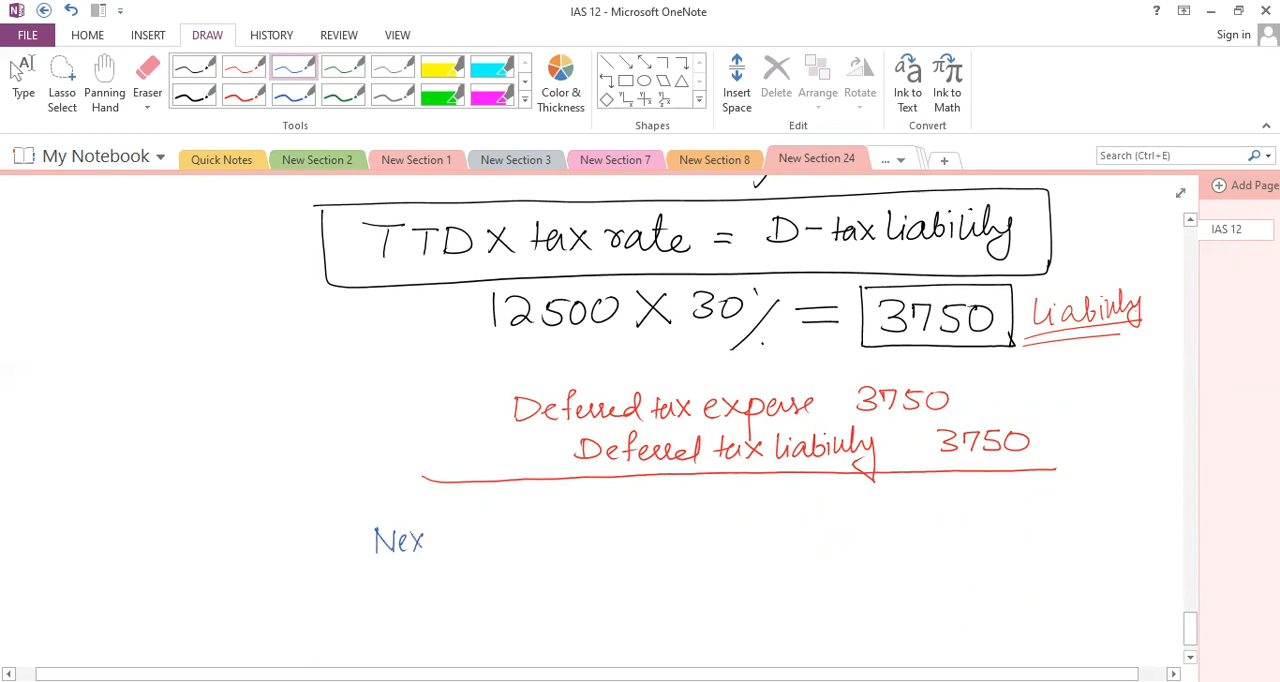 IAS 12 - Microsoft OneNote
?
FILE HOME INSERT DRAW HISTORY REVIEW VIEW
Sign in
Type
Lasso Select
Panning Hand
Eraser
Color & Thickness
Insert Space
Delete
Arrange
Rotate
Ink to Text
Ink to Math
Tools
Shapes
Edit
Convert
My Notebook
Quick Notes
New Section 2
New Section 1
New Section 3
New Section 7
New Section 8
New Section 24
...
Search (Ctrl+E)
Add Page
IAS 12
TTD X tax rate = D-tax liability
12500 X 30% = 3750 liability
Deferred tax expense 3750
Deferred tax liability 3750
Nex